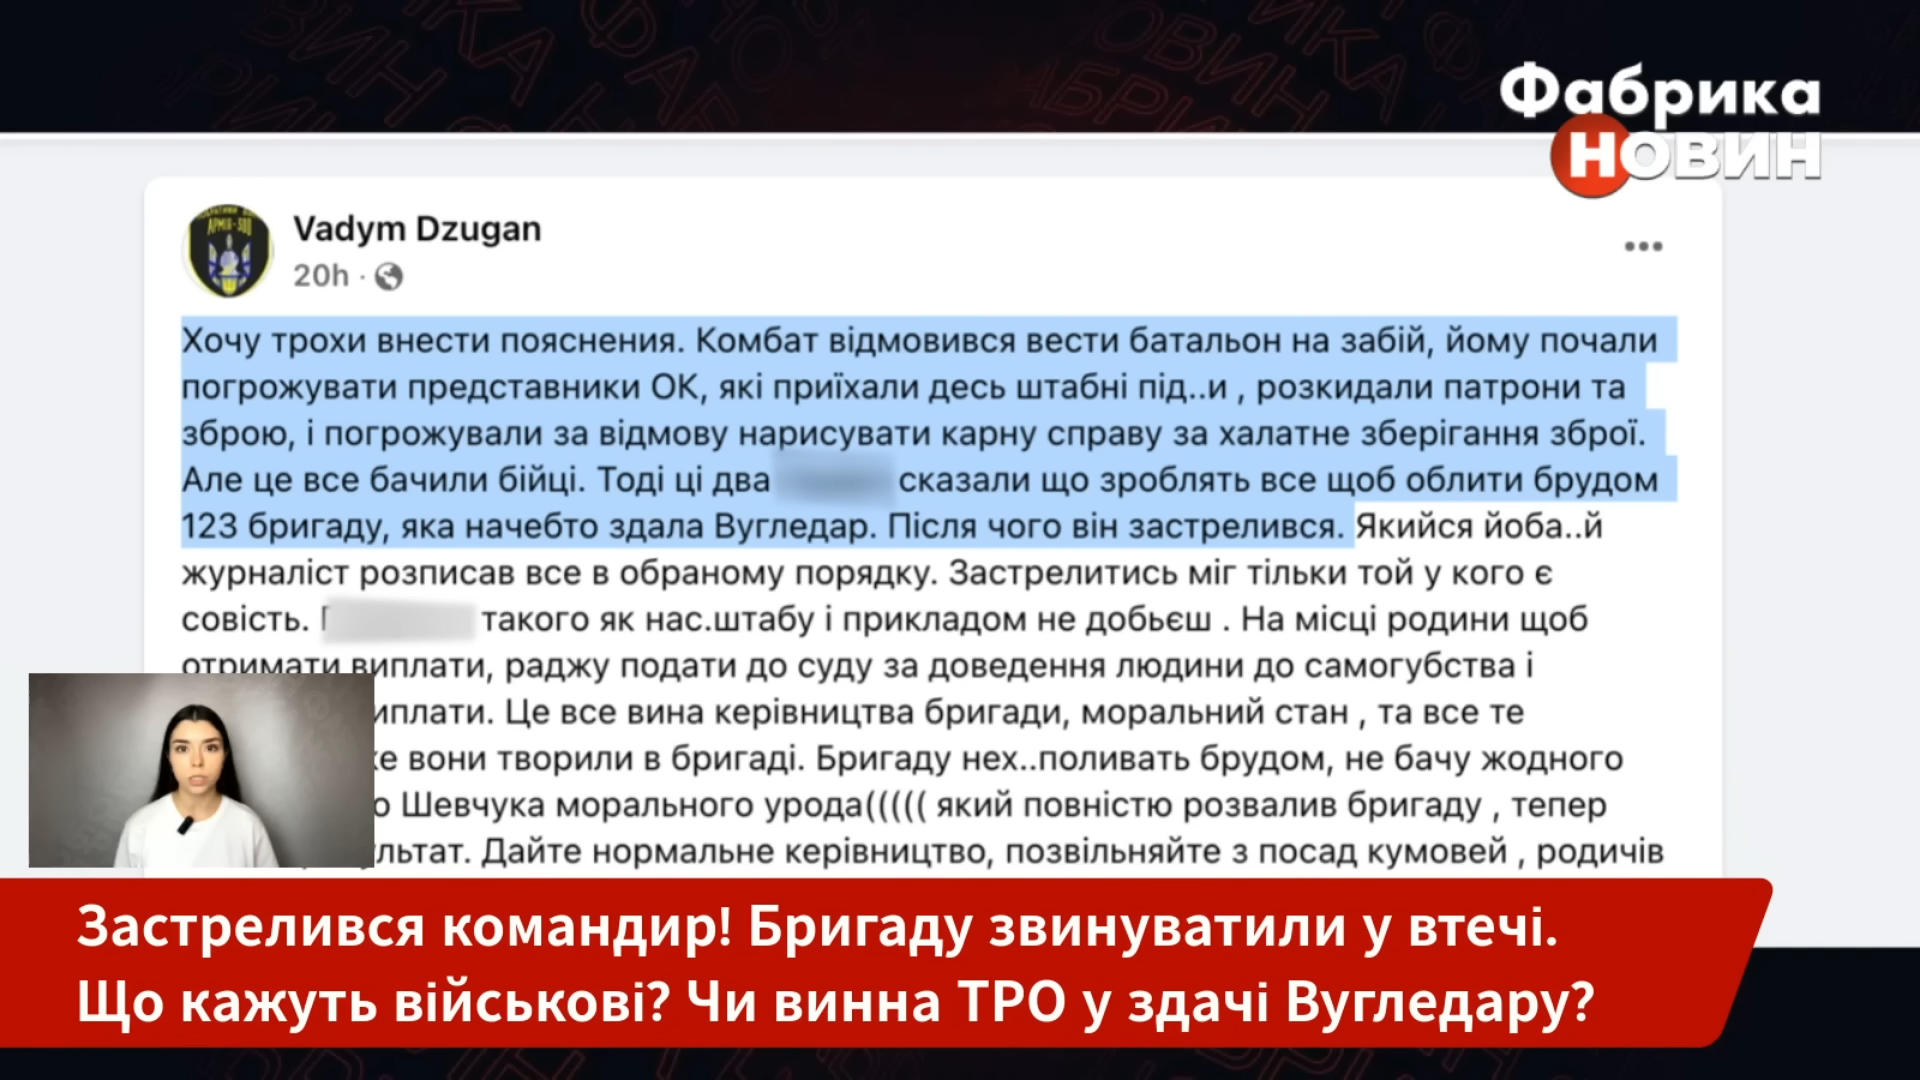 Фабрика
новин
АРМІЯ-SOU
Vadym Dzugan
20h
Хочу трохи внести пояснения. Комбат відмовився вести батальон на забій, йому почали
погрожувати представники ОК, які приїхали десь штабні під..и , розкидали патрони та
зброю, і погрожували за відмову нарисувати карну справу за халатне зберігання зброї.
Але це все бачили бійці. Тоді ці два сказали що зроблять все щоб облити брудом
123 бригаду, яка начебто здала Вугледар. Після чого він застрелився. Якийся йоба..й
журналіст розписав все в обраному порядку. Застрелитись міг тільки той у кого є
совість. такого як нас.штабу і прикладом не добьєш . На місці родини щоб
отримати виплати, раджу подати до суду за доведення людини до самогубства і
иплати. Це все вина керівництва бригади, моральний стан , та все те
же вони творили в бригаді. Бригаду нех..поливать брудом, не бачу жодного
о Шевчука морального урода((((( який повністю розвалив бригаду , тепер
ультат. Дайте нормальне керівництво, позвільняйте з посад кумовей , родичів
Застрелився командир! Бригаду звинуватили у втечі.
Що кажуть військові? Чи винна ТРО у здачі Вугледару?